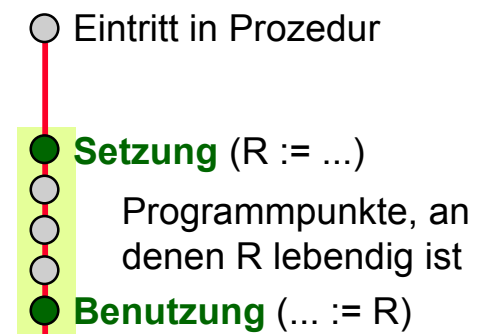 Eintritt in Prozedur
Setzung (R := ...)
Programmpunkte, an
denen R lebendig ist
Benutzung (... := R)